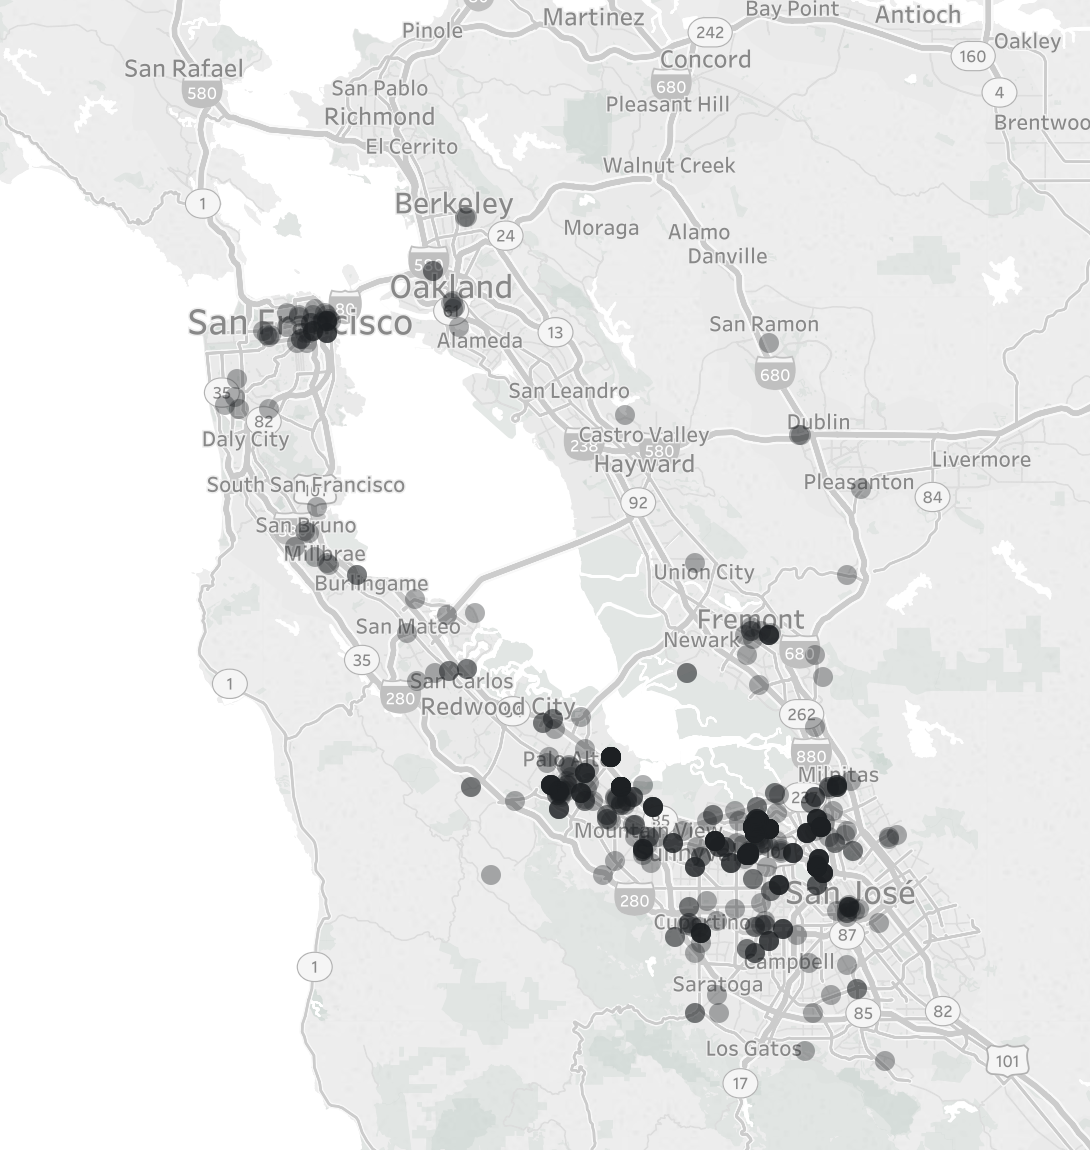 Martinez
Bay Point
Antioch
Pinole
242
Oakley
Concord
160
San Rafael
580
680
San Pablo
Pleasant Hill
4
Richmond
Brentwoo
El Cerrito
Walnut Creek
1
Berkeley
24
Moraga
Alamo
Danville
Oakland
San Francisco
80
13
San Ramon
Alameda
680
35
San Leandro
82
Dublin
Daly City
238
Castro Valley
580
Hayward
Livermore
South San Francisco
Pleasanton
84
92
San Bruno
Millbrae
Union City
Burlingame
Fremont
San Mateo
Newark
680
35
1
280
San Carlos
Redwood City
262
880
Palo Alt
Milpitas
Mountain View
85
280
San José
Cupertino
87
Campbell
1
Saratoga
85
82
Los Gatos
101
17